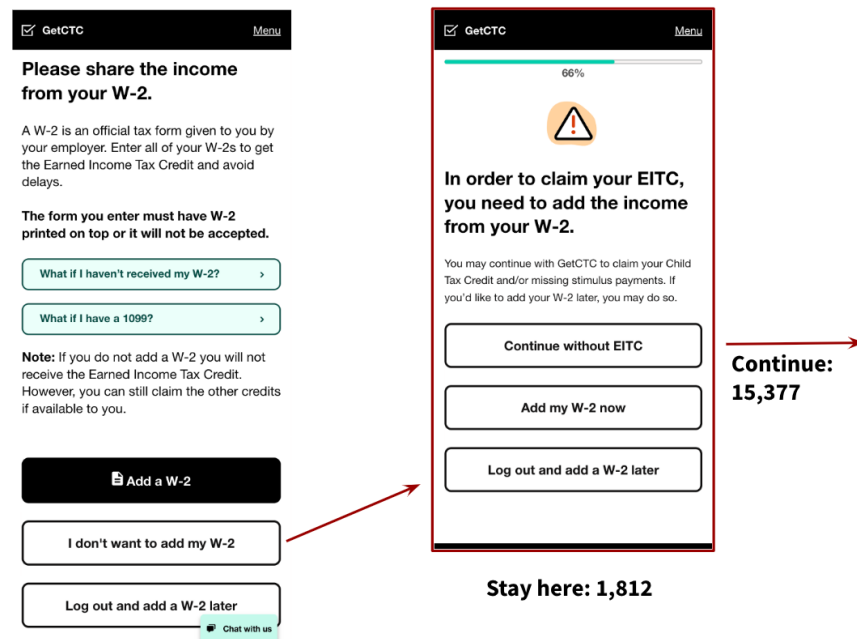 GetCTC
Menu
Please share the income
from your W-2.
A W-2 is an official tax form given to you by
your employer. Enter all of your W-2s to get
the Earned Income Tax Credit and avoid
delays.
The form you enter must have W-2
printed on top or it will not be accepted.
What if I haven't received my W-2?
What if I have a 1099?
Note: If you do not add a W-2 you will not
receive the Earned Income Tax Credit.
However, you can still claim the other credits
if available to you.
Add a W-2
I don't want to add my W-2
Log out and add a W-2 later
Chat with us
GetCTC
Menu
66%
In order to claim your EITC,
you need to add the income
from your W-2.
You may continue with GetCTC to claim your Child
Tax Credit and/or missing stimulus payments. If
you'd like to add your W-2 later, you may do so.
Continue without EITC
Add my W-2 now
Log out and add a W-2 later
Stay here: 1,812
Continue:
15,377